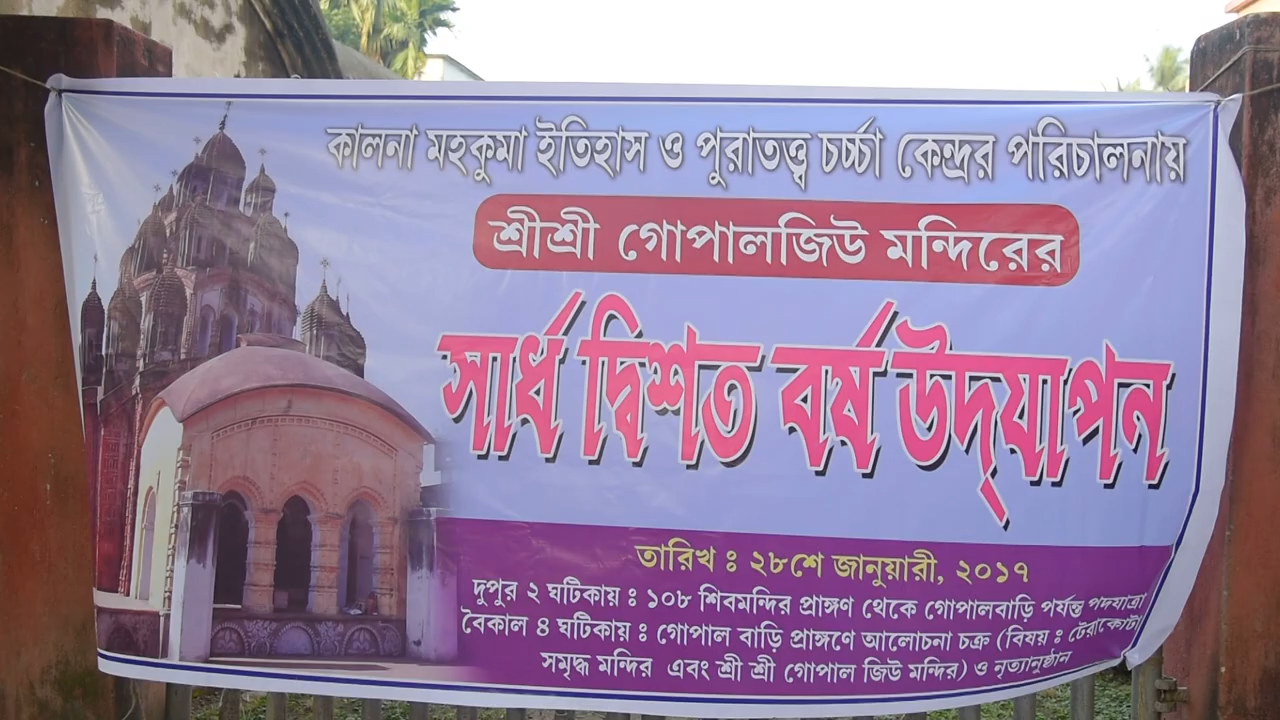 কালনা মহকুমা ইতিহাস ও পুরাতত্ত্ব চর্চ্চা কেন্দ্রর পরিচালনায়
শ্রীশ্রী গোপালজিউ মন্দিরের
সার্ধ দ্বিশত বর্ষ উদ্‌যাপন
তারিখ ঃ ২৮শে জানুয়ারী, ২০১৭
দুপুর ২ ঘটিকায় ঃ ১০৮ শিবমন্দির প্রাঙ্গণ থেকে গোপালবাড়ি পর্যন্ত পদযাত্রা
বৈকাল ৪ ঘটিকায় ঃ গোপাল বাড়ি প্রাঙ্গণে আলোচনা চক্র (বিষয় ঃ টেরাকোটা
সমৃদ্ধ মন্দির এবং শ্রী শ্রী গোপাল জিউ মন্দির) ও নৃত্যানুষ্ঠান